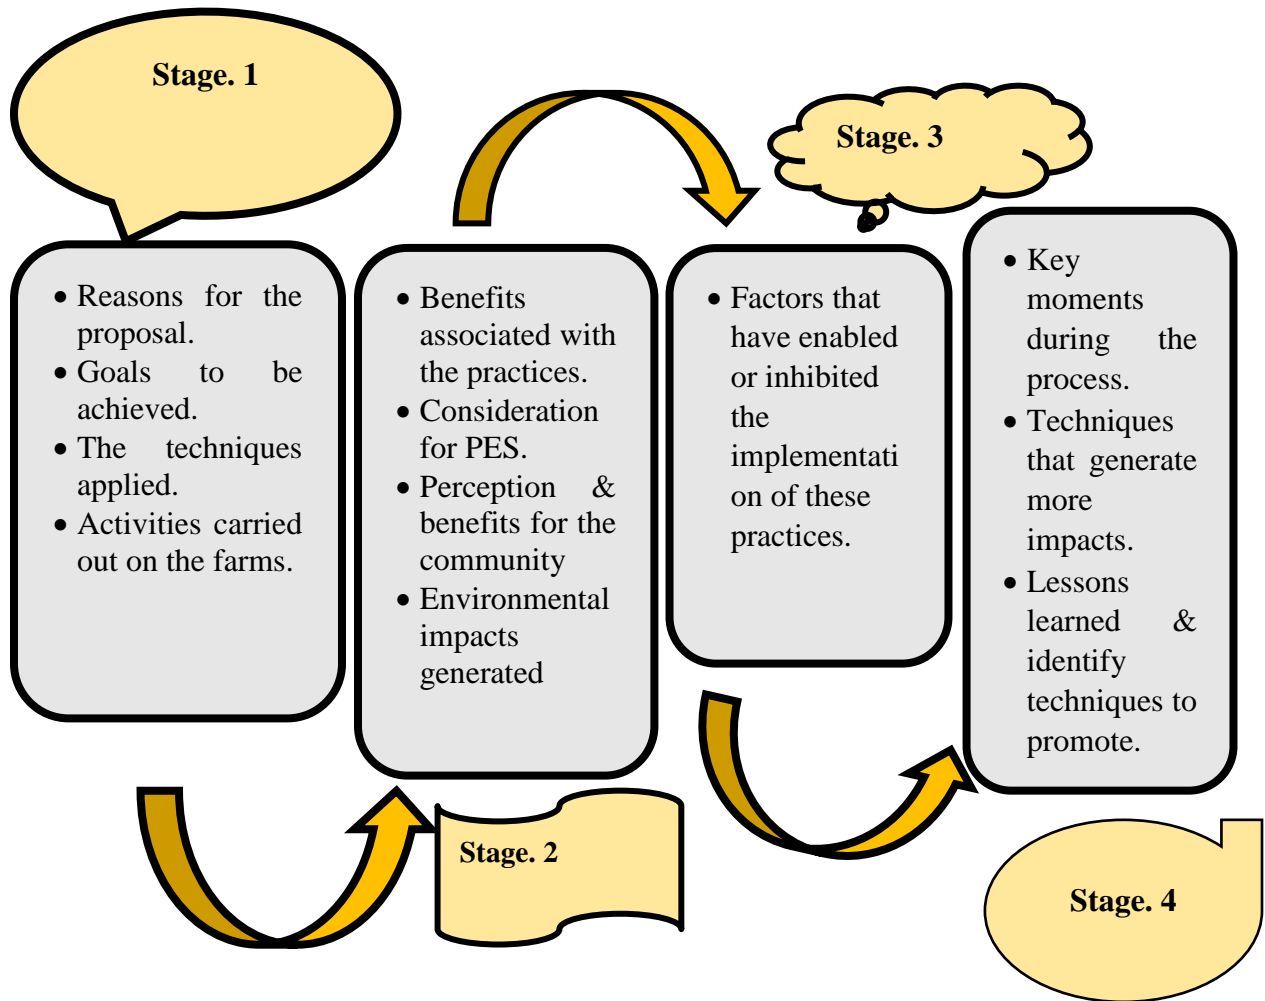 Stage. 1
• Reasons for the
proposal.
• Goals to be
achieved.
• The techniques
applied.
• Activities carried
out on the farms.
Stage. 2
• Benefits
associated with
the practices.
• Consideration
for PES.
• Perception &
benefits for the
community
• Environmental
impacts
generated
Stage. 3
• Factors that
have enabled
or inhibited
the
implementati
on of these
practices.
Stage. 4
• Key
moments
during the
process.
• Techniques
that generate
more
impacts.
• Lessons
learned &
identify
techniques to
promote.